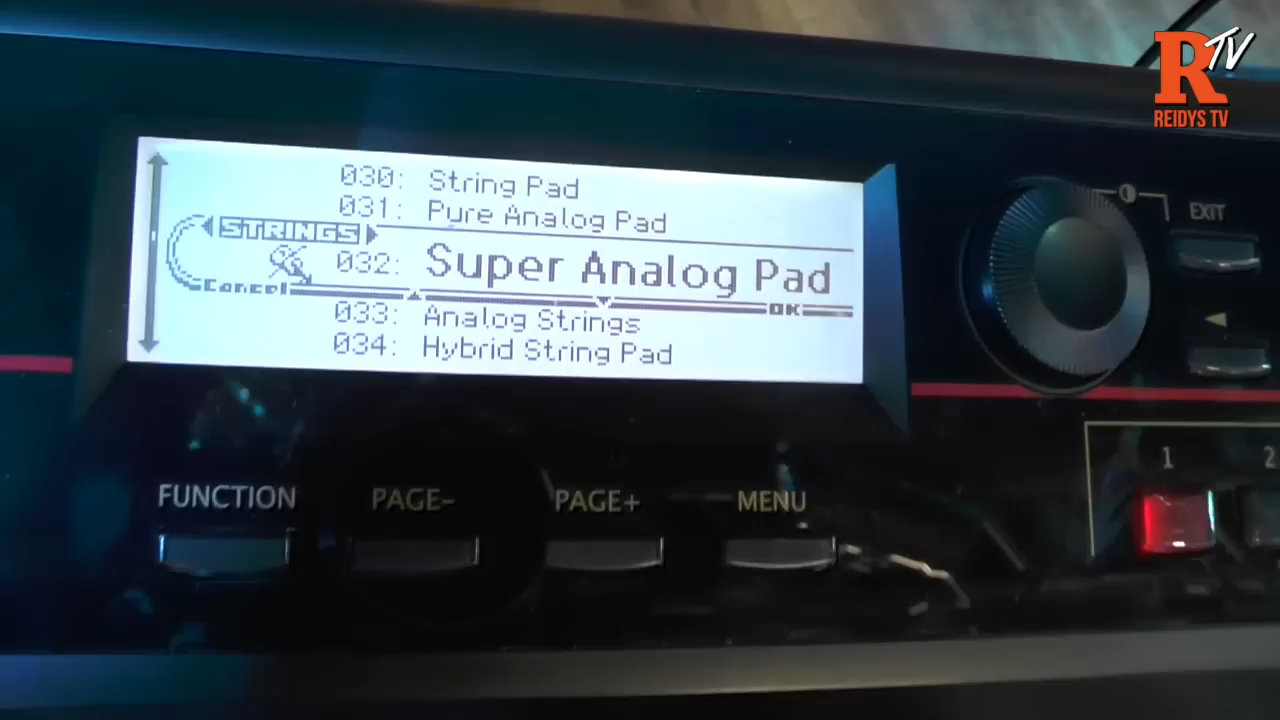 R TV
REIDYS TV
030: String Pad
031: Pure Analog Pad
STRINGS
032: Super Analog Pad
Cancel
OK
033: Analog Strings
034: Hybrid String Pad
EXIT
FUNCTION
PAGE-
PAGE+
MENU
1
2